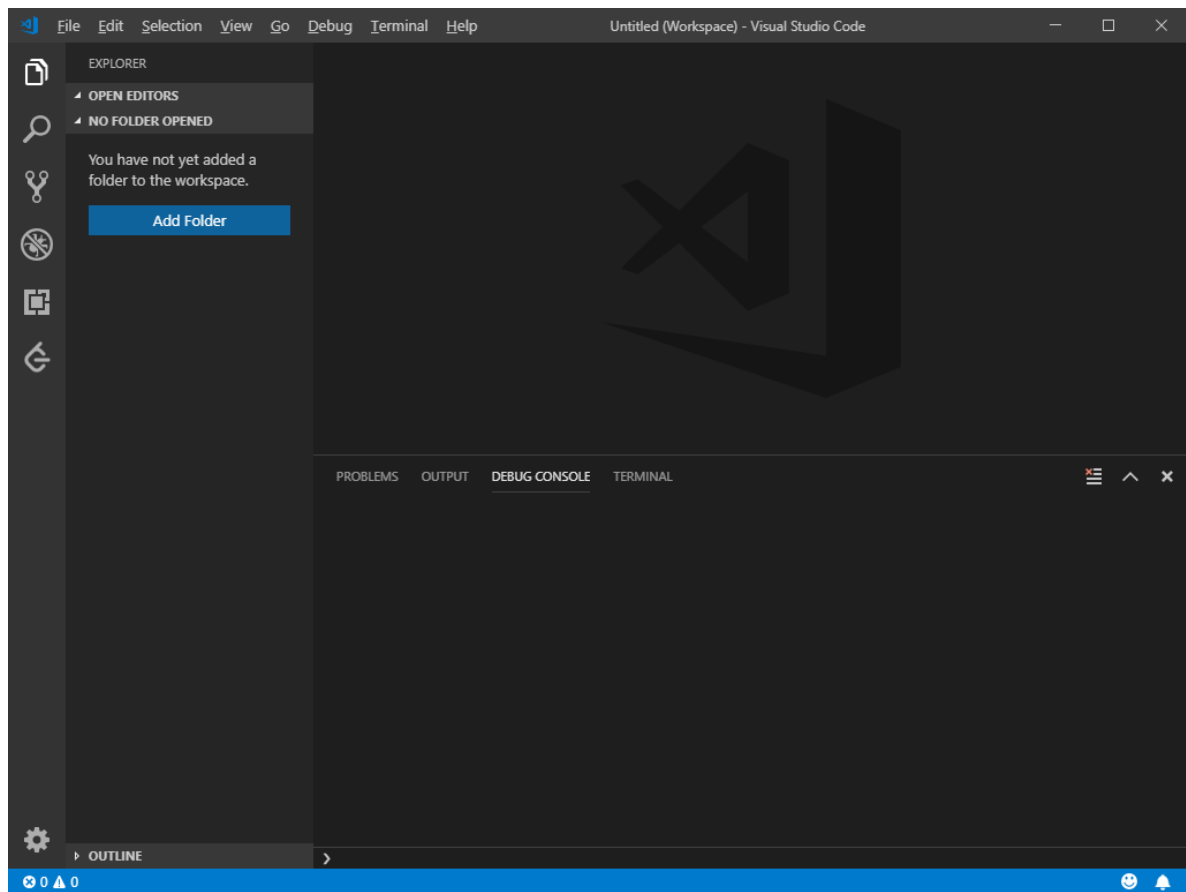 File Edit Selection View Go Debug Terminal Help Untitled (Workspace) - Visual Studio Code
EXPLORER
OPEN EDITORS
NO FOLDER OPENED
You have not yet added a
folder to the workspace.
Add Folder
PROBLEMS OUTPUT DEBUG CONSOLE TERMINAL
OUTLINE
0 0